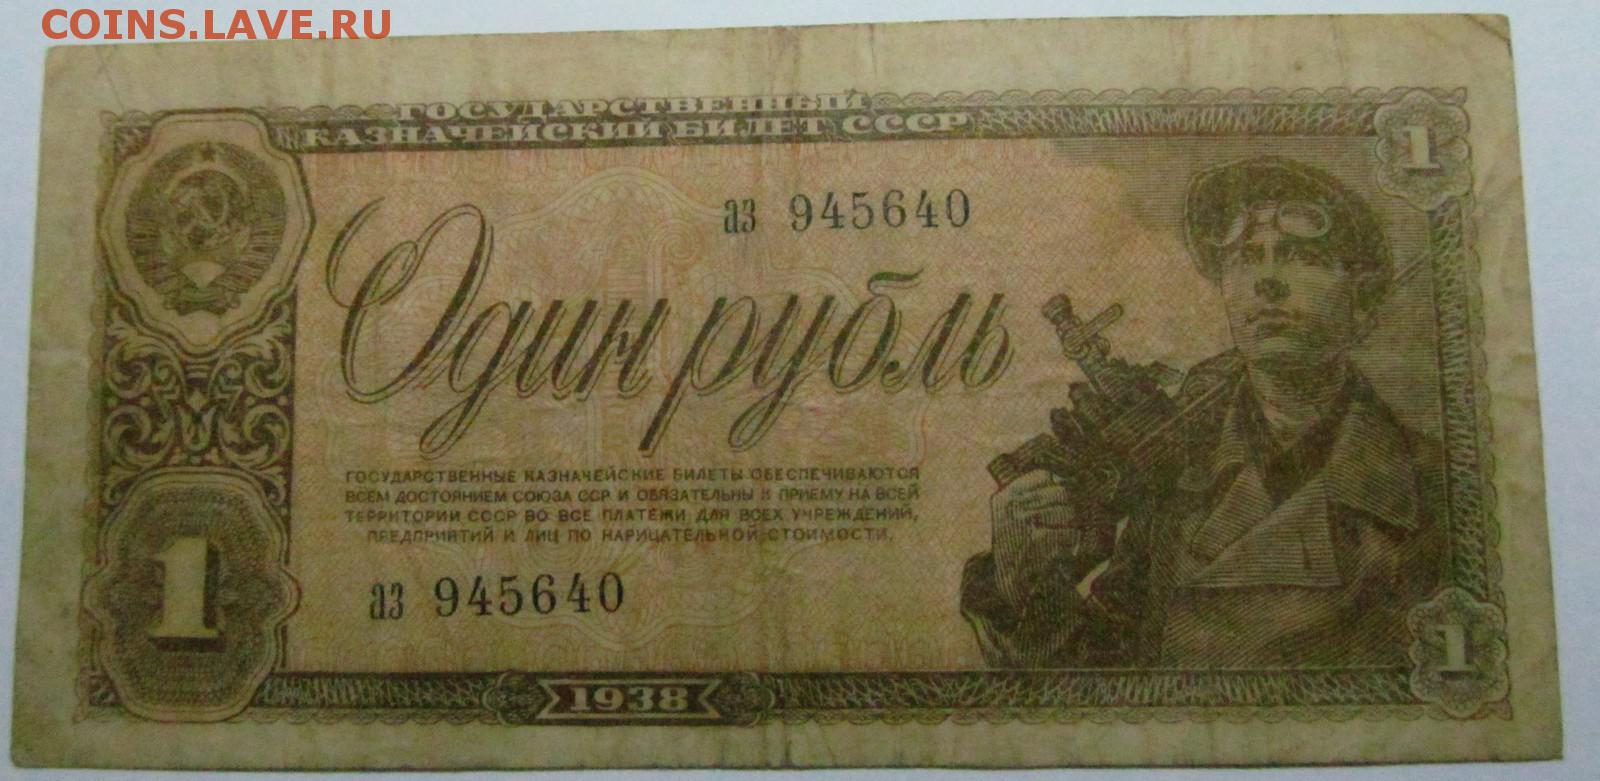 COINS.LAVE.RU
ГОСУДАРСТВЕННЫЙ
КАЗНАЧЕЙСКИЙ БИЛЕТ СССР
1
аз 945640
Один рубль
ГОСУДАРСТВЕННЫЕ КАЗНАЧЕЙСКИЕ БИЛЕТЫ ОБЕСПЕЧИВАЮТСЯ
ВСЕМ ДОСТОЯНИЕМ СОЮЗА ССР И ОБЯЗАТЕЛЬНЫ К ПРИЕМУ НА ВСЕЙ
ТЕРРИТОРИИ СССР ВО ВСЕ ПЛАТЕЖИ ДЛЯ ВСЕХ УЧРЕЖДЕНИЙ,
ПРЕДПРИЯТИЙ И ЛИЦ ПО НАРИЦАТЕЛЬНОЙ СТОИМОСТИ.
1
аз 945640
1
1938